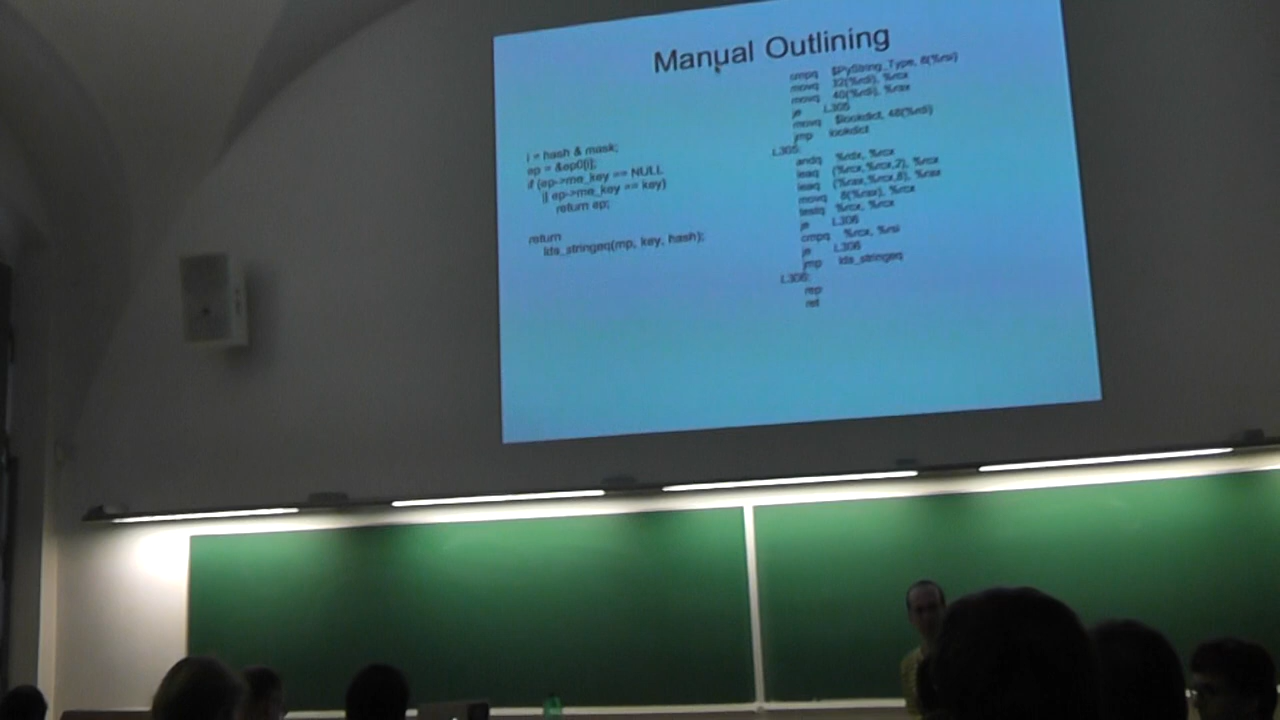 Manual Outlining
i = hash & mask;
ep = &ep0[i];
if (ep->me_key == NULL
|| ep->me_key == key)
return ep;
return
lds_stringeq(mp, key, hash);
cmpq $PyString_Type, 8(%rsi)
movq 32(%rdi), %rcx
movq 40(%rdi), %rax
je .L305
movq $lookdict, 48(%rdi)
jmp lookdict
.L305:
andq %rdx, %rcx
leaq (%rcx,%rcx,2), %rcx
leaq (%rax,%rcx,8), %rax
movq 8(%rax), %rcx
testq %rcx, %rcx
je .L306
cmpq %rcx, %rsi
je .L306
jmp lds_stringeq
.L306:
rep
ret